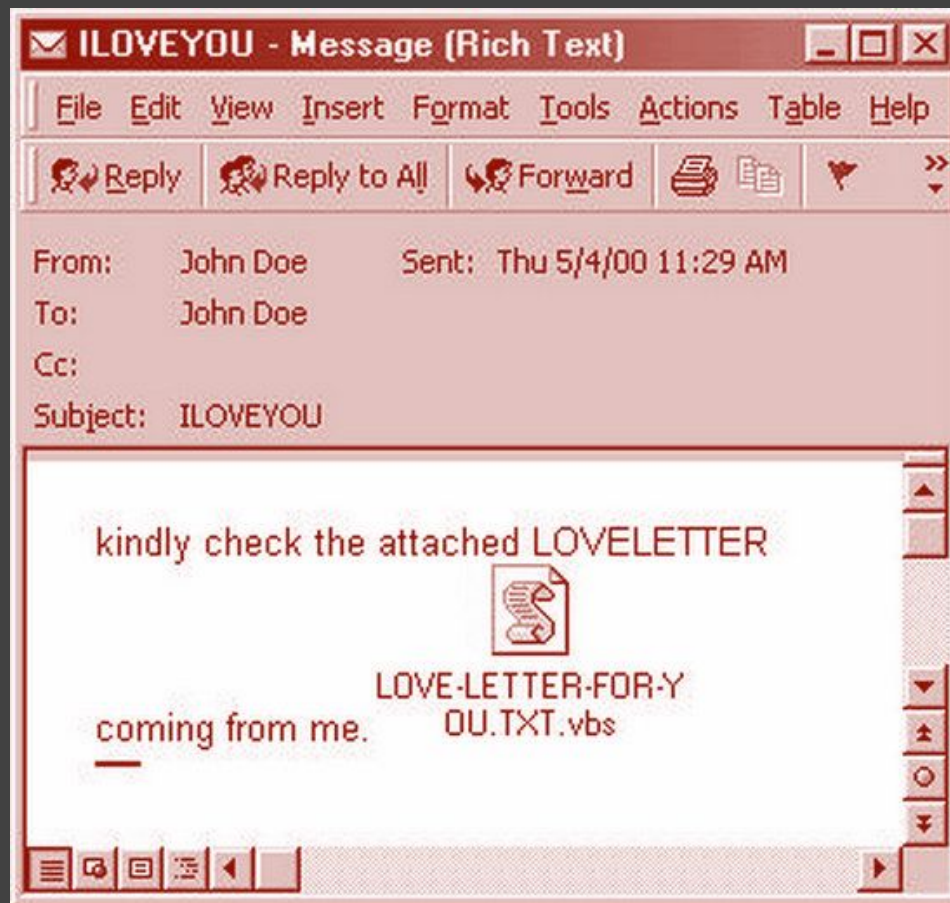 ILOVEYOU - Message (Rich Text)
File Edit View Insert Format Tools Actions Table Help
Reply Reply to All Forward
From: John Doe Sent: Thu 5/4/00 11:29 AM
To: John Doe
Cc:
Subject: ILOVEYOU
kindly check the attached LOVELETTER
LOVE-LETTER-FOR-Y
OU.TXT.vbs
coming from me.